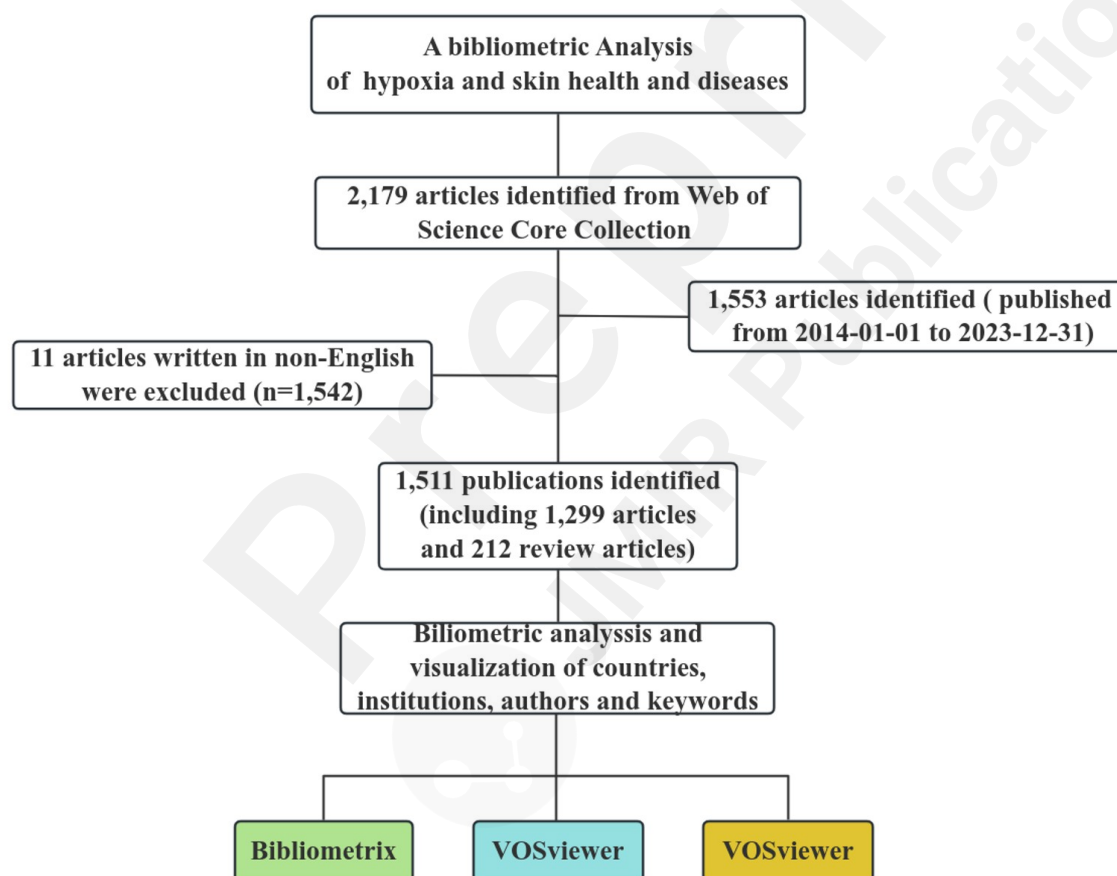 A bibliometric Analysis
of hypoxia and skin health and diseases
2,179 articles identified from Web of
Science Core Collection
1,553 articles identified ( published
from 2014-01-01 to 2023-12-31)
11 articles written in non-English
were excluded (n=1,542)
1,511 publications identified
(including 1,299 articles
and 212 review articles)
Biliometric analyssis and
visualization of countries,
institutions, authors and keywords
Bibliometrix
VOSviewer
VOSviewer
JMIR Publicatio
Prepri